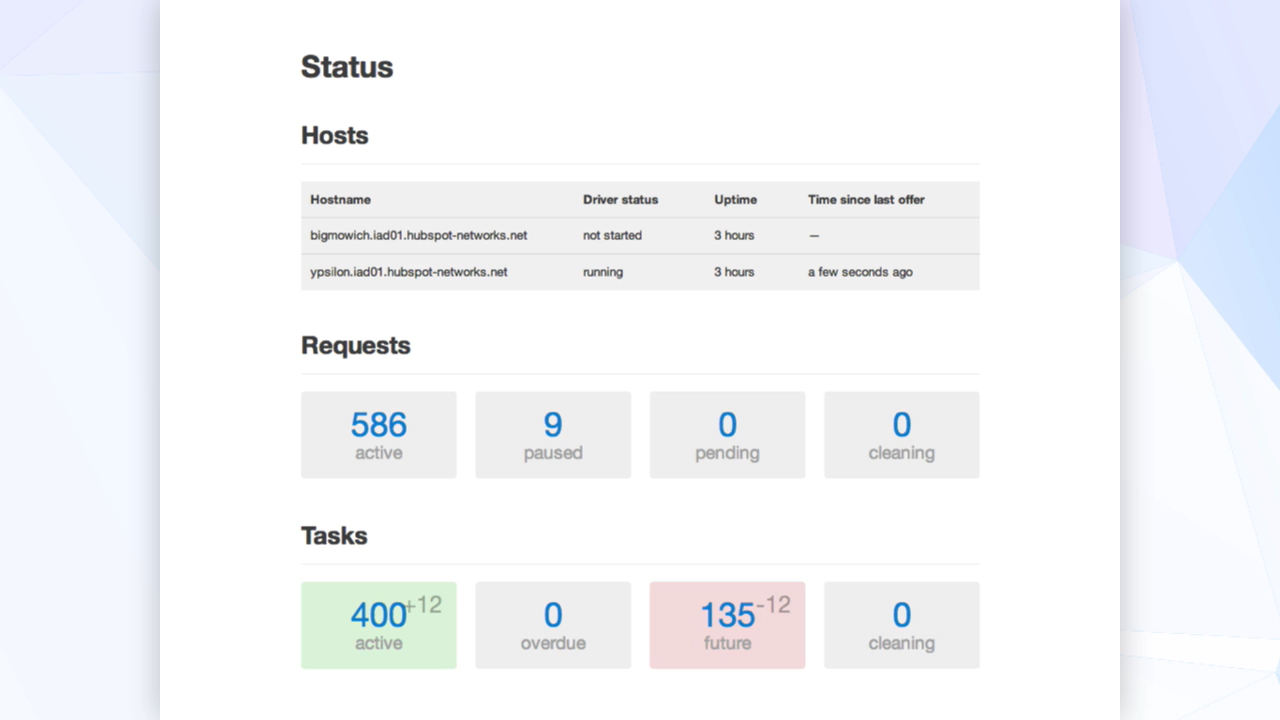 Status
Hosts
Hostname Driver status Uptime Time since last offer
bigmowich.iad01.hubspot-networks.net not started 3 hours —
ypsilon.iad01.hubspot-networks.net running 3 hours a few seconds ago
Requests
586 9 0 0
active paused pending cleaning
Tasks
400 +12 0 135 -12 0
active overdue future cleaning